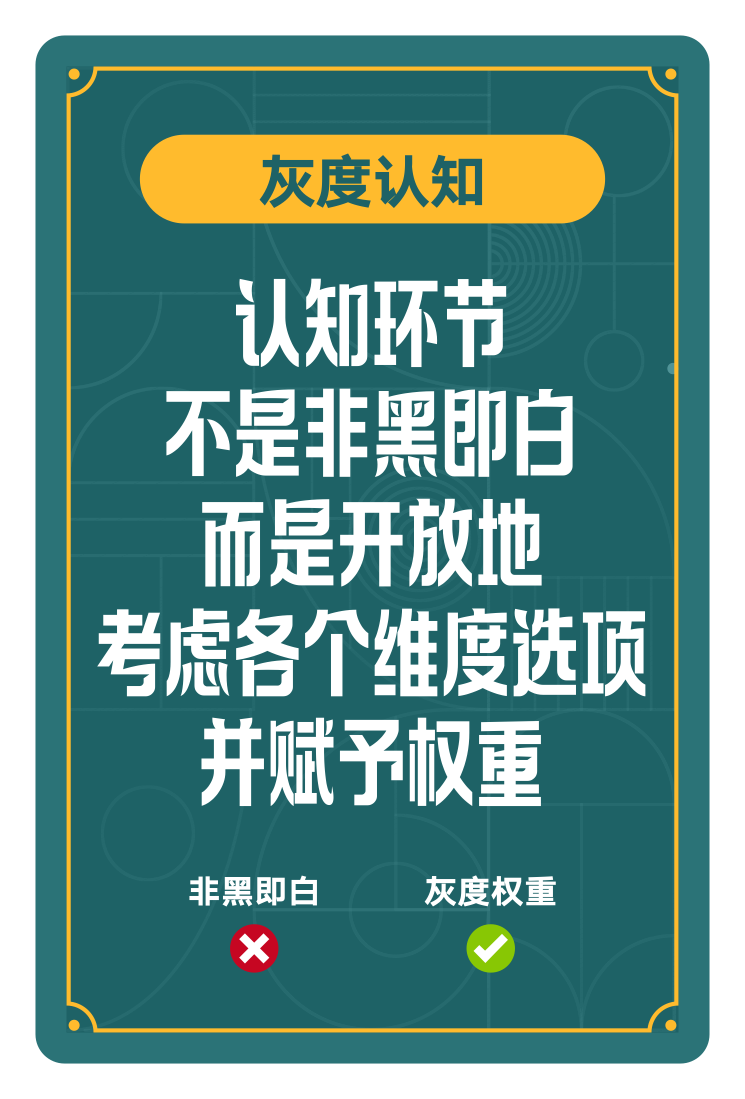 灰度认知
认知环节
不是非黑即白
而是开放地
考虑各个维度选项
并赋予权重
非黑即白
灰度权重